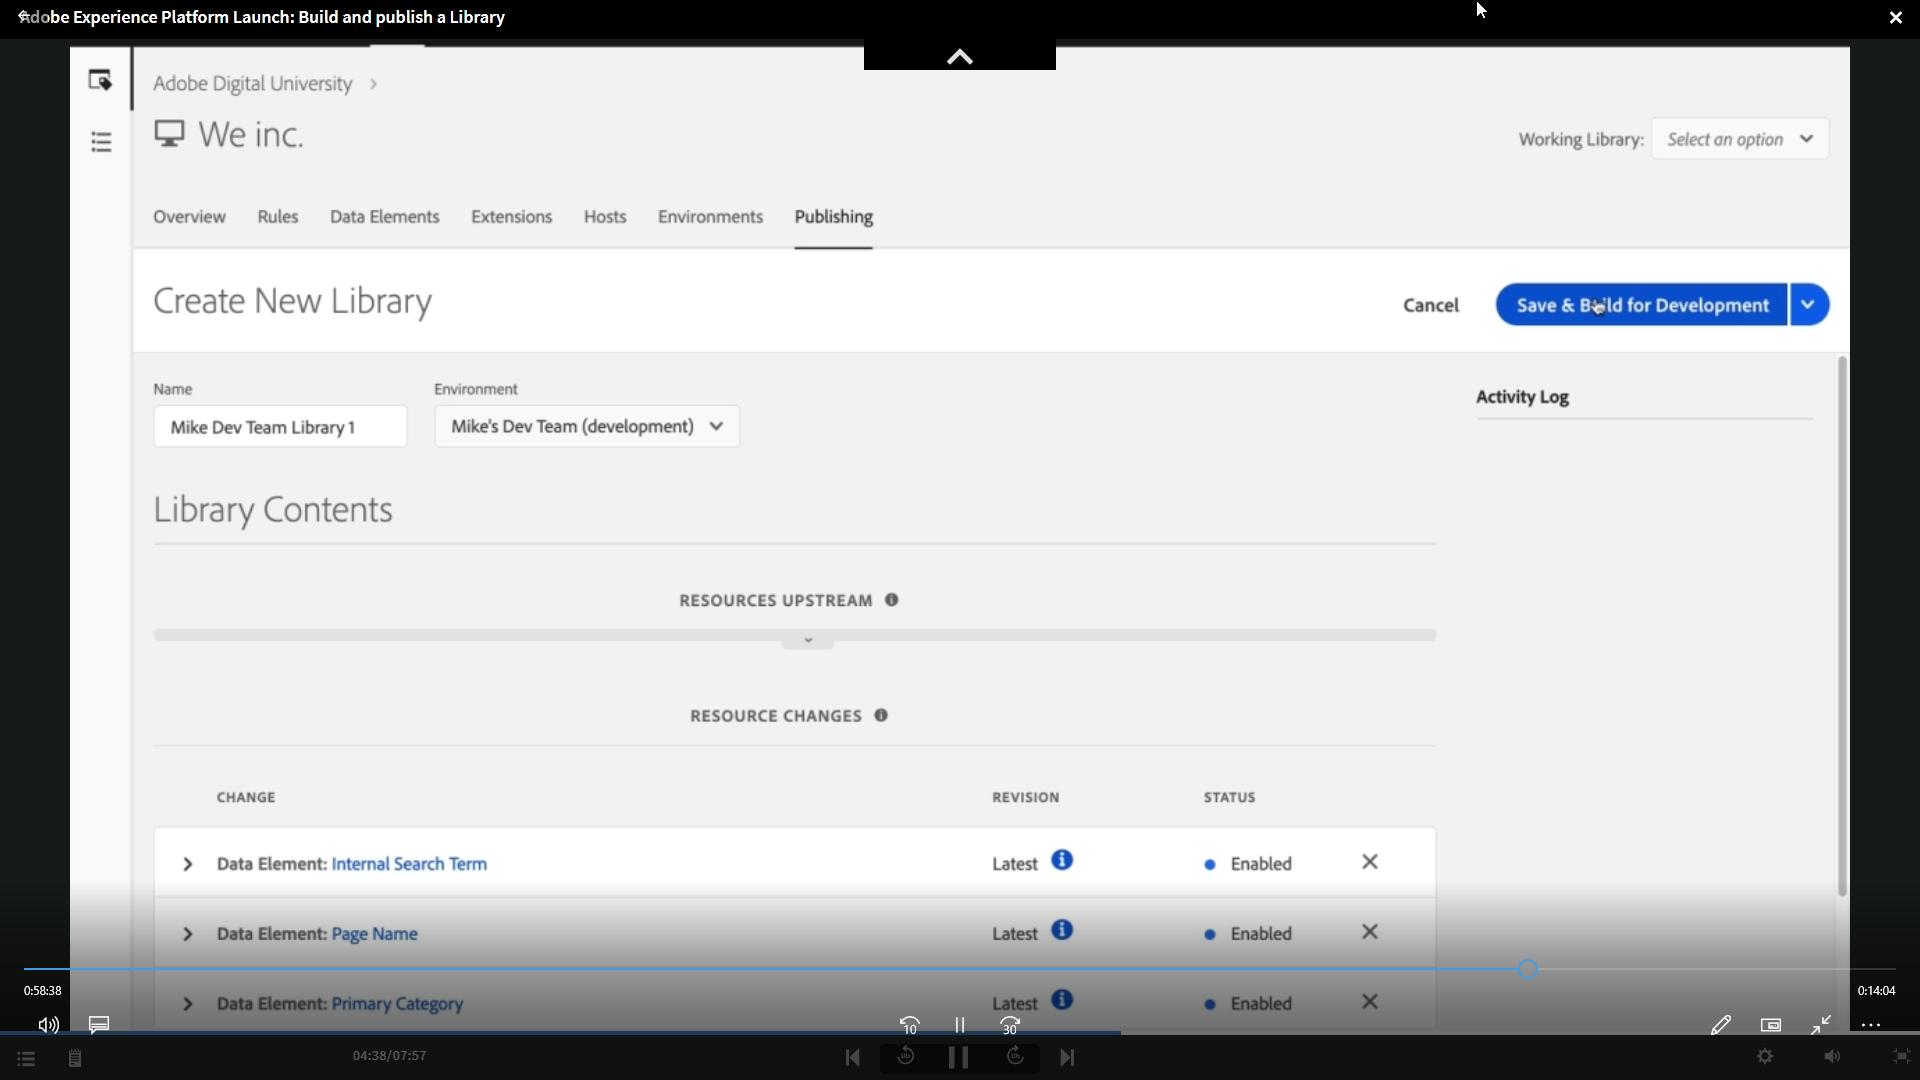 Adobe Experience Platform Launch: Build and publish a Library
Adobe Digital University
We inc.
Working Library: Select an option
Overview Rules Data Elements Extensions Hosts Environments Publishing
Create New Library
Cancel Save & Build for Development
Name Environment
Mike Dev Team Library 1 Mike's Dev Team (development)
Activity Log
Library Contents
RESOURCES UPSTREAM
RESOURCE CHANGES
CHANGE REVISION STATUS
Data Element: Internal Search Term Latest Enabled
Data Element: Page Name Latest Enabled
0:58:38 0:14:04
Data Element: Primary Category Latest Enabled
10 30
04:38/07:57 10s 10s